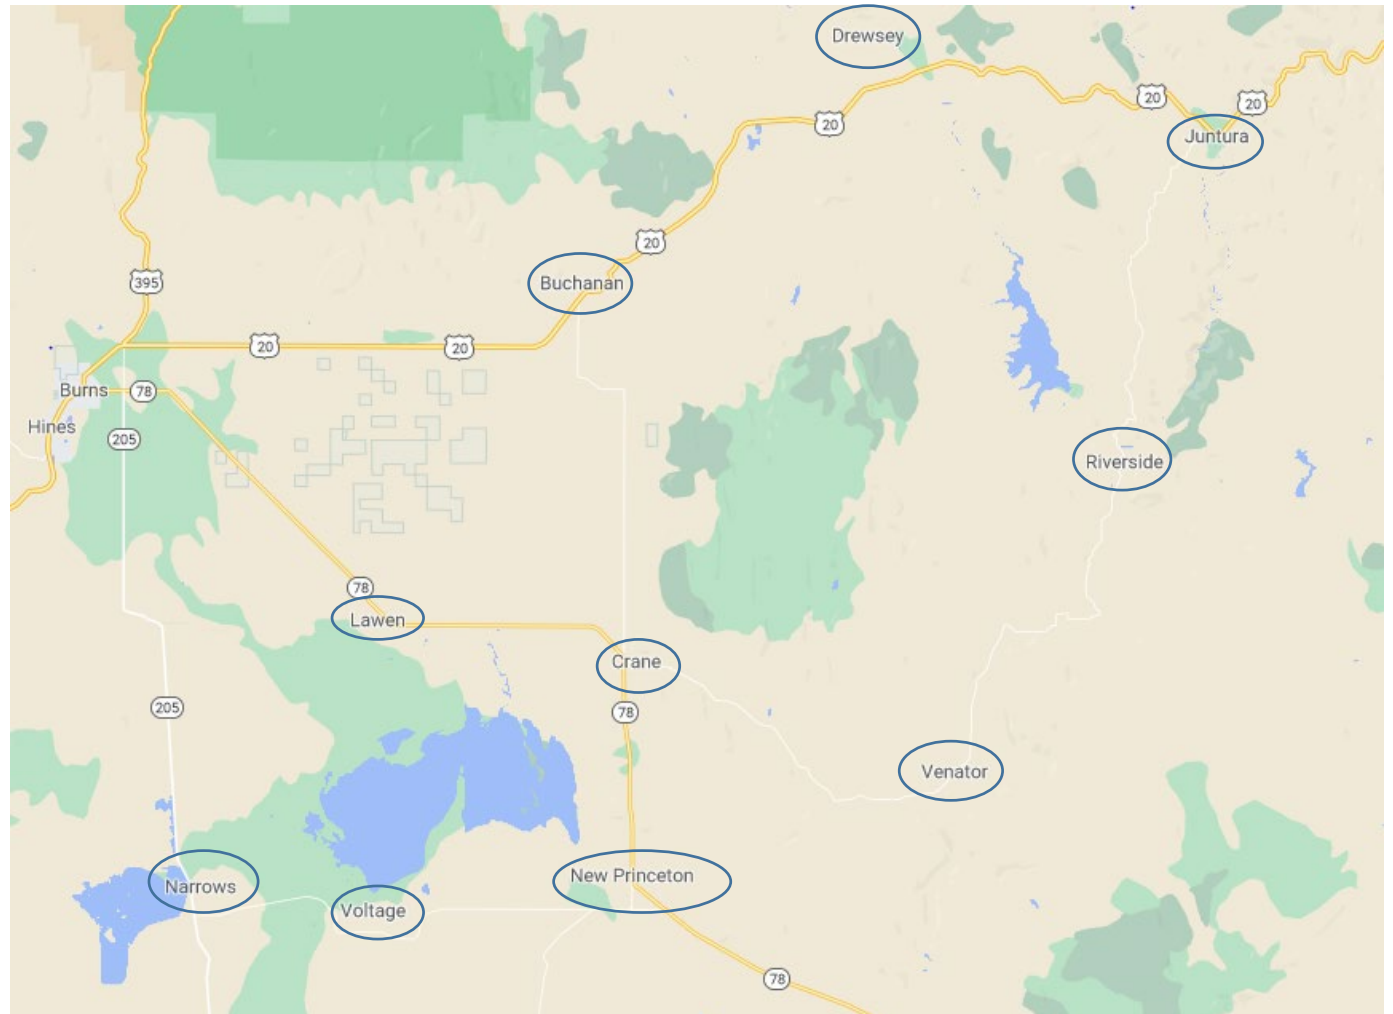 Drewsey
20
20
20
Juntura
20
395
Buchanan
20
20
Burns
78
Hines
205
Riverside
78
Lawen
Crane
205
78
Venator
Narrows
New Princeton
Voltage
78